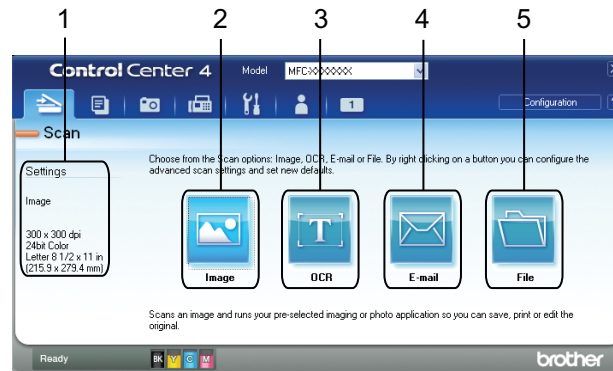 1 2 3 4 5
Control Center 4 Model MFC-XXXXXX
1 Configuration
Scan
Choose from the Scan options: Image, OCR, E-mail or File. By right clicking on a button you can configure the
advanced scan settings and set new defaults.
Settings
Image
300 x 300 dpi
24bit Color
Letter 8 1/2 x 11 in
(215.9 x 279.4 mm)
T
Image OCR E-mail File
Scans an image and runs your pre-selected imaging or photo application so you can save, print or edit the
original.
Ready BK Y C M brother